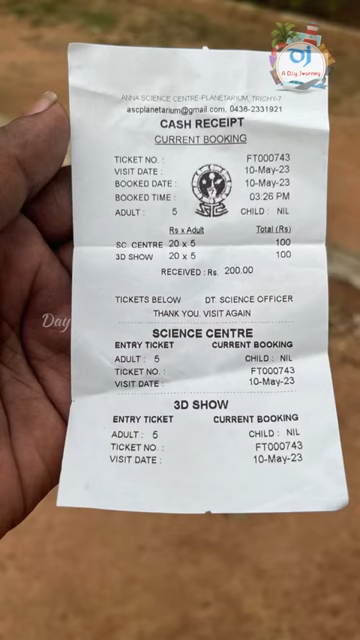 ANNA SCIENCE CENTRE-PLANETARIUM, TRICHY-7
ascplanetarium@gmail.com, 0436-2331921
CASH RECEIPT
CURRENT BOOKING
TICKET NO. : FT000743
VISIT DATE : 10-May-23
BOOKED DATE : 10-May-23
BOOKED TIME : 03:26 PM
ADULT : 5 CHILD : NIL
Rs x Adult Total (Rs)
SC. CENTRE 20 x 5 100
3D SHOW 20 x 5 100
RECEIVED : Rs. 200.00
TICKETS BELOW DT. SCIENCE OFFICER
THANK YOU. VISIT AGAIN
SCIENCE CENTRE
ENTRY TICKET CURRENT BOOKING
ADULT : 5 CHILD : NIL
TICKET NO. : FT000743
VISIT DATE : 10-May-23
3D SHOW
ENTRY TICKET CURRENT BOOKING
ADULT : 5 CHILD : NIL
TICKET NO. : FT000743
VISIT DATE : 10-May-23
A Diy Journey
Day